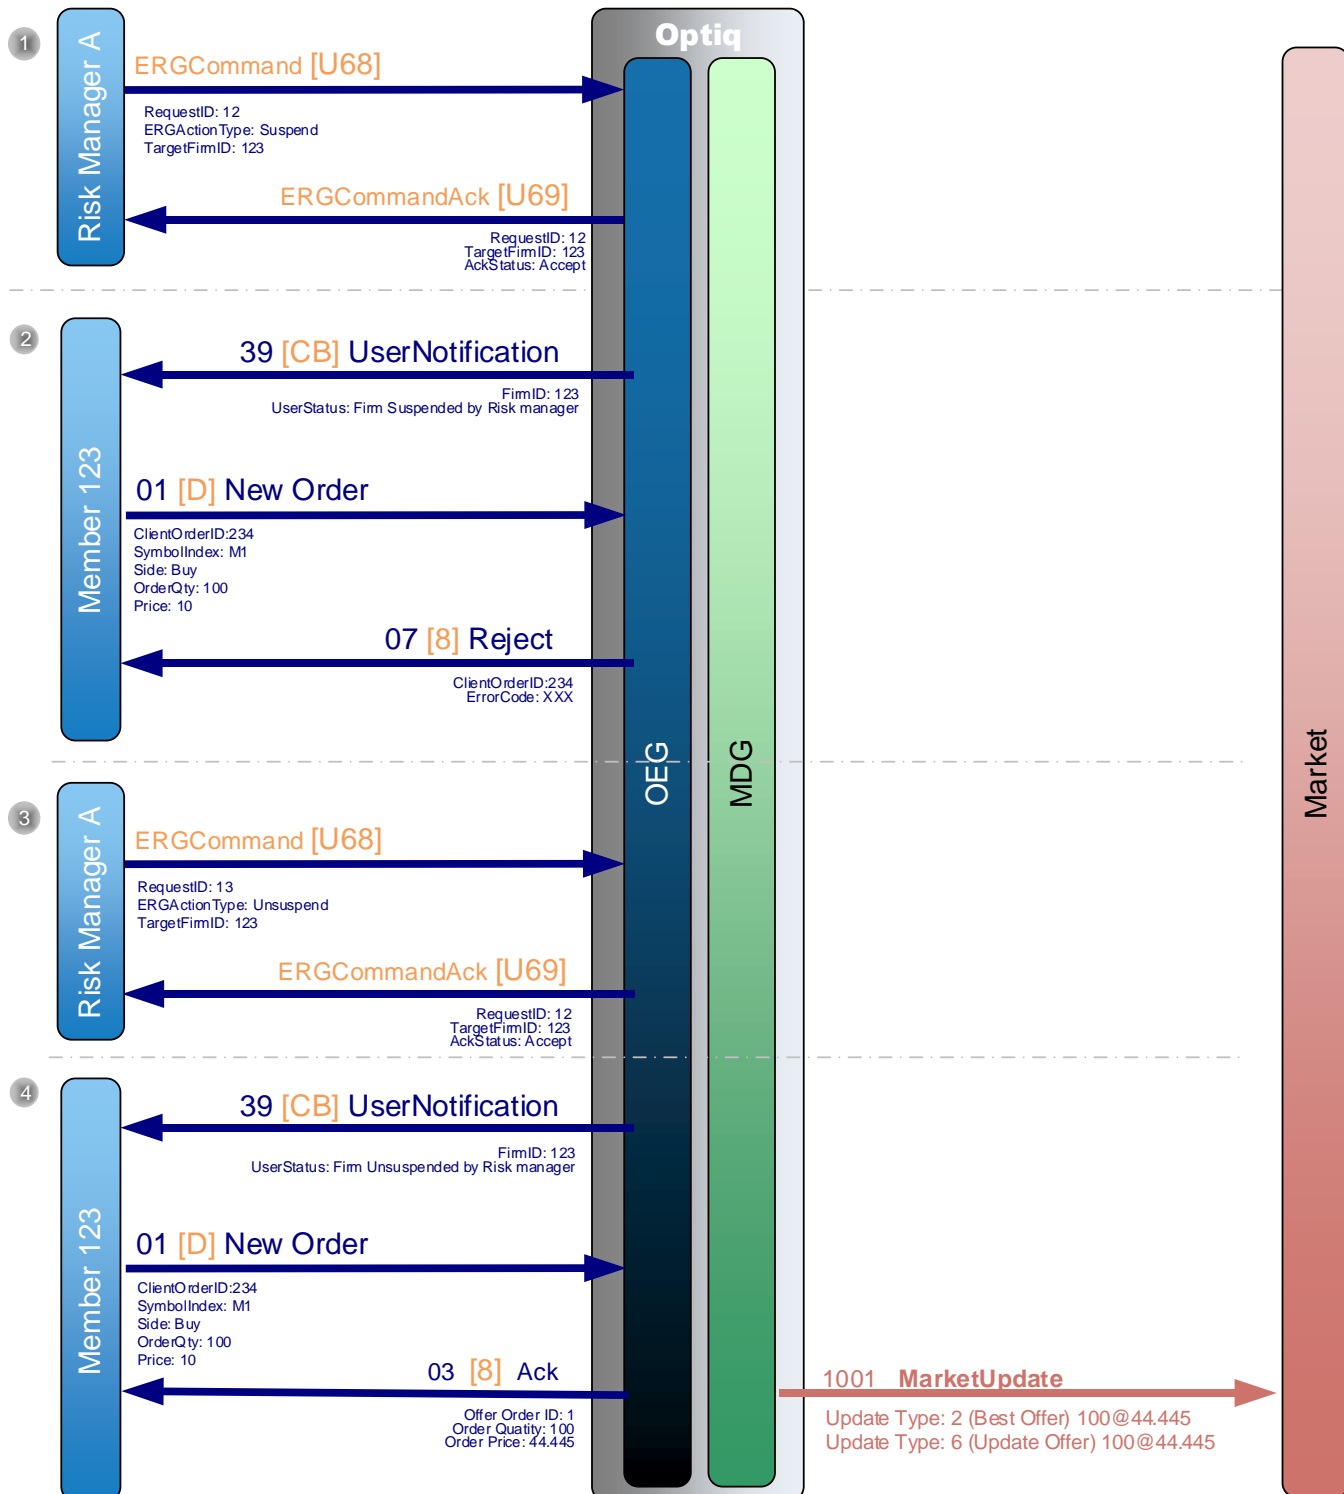 Optiq
1
Risk Manager A
ERGCommand [U68]
RequestID: 12
ERGActionType: Suspend
TargetFirmID: 123
ERGCommandAck [U69]
RequestID: 12
TargetFirmID: 123
AckStatus: Accept
2
Member 123
39 [CB] UserNotification
FirmID: 123
UserStatus: Firm Suspended by Risk manager
01 [D] New Order
ClientOrderID:234
SymbolIndex: M1
Side: Buy
OrderQty: 100
Price: 10
07 [8] Reject
ClientOrderID:234
ErrorCode: XXX
OEG
MDG
Market
3
Risk Manager A
ERGCommand [U68]
RequestID: 13
ERGActionType: Unsuspend
TargetFirmID: 123
ERGCommandAck [U69]
RequestID: 12
TargetFirmID: 123
AckStatus: Accept
4
Member 123
39 [CB] UserNotification
FirmID: 123
UserStatus: Firm Unsuspended by Risk manager
01 [D] New Order
ClientOrderID:234
SymbolIndex: M1
Side: Buy
OrderQty: 100
Price: 10
03 [8] Ack
Offer Order ID: 1
Order Quatity: 100
Order Price: 44.445
1001 MarketUpdate
Update Type: 2 (Best Offer) 100@44.445
Update Type: 6 (Update Offer) 100@44.445